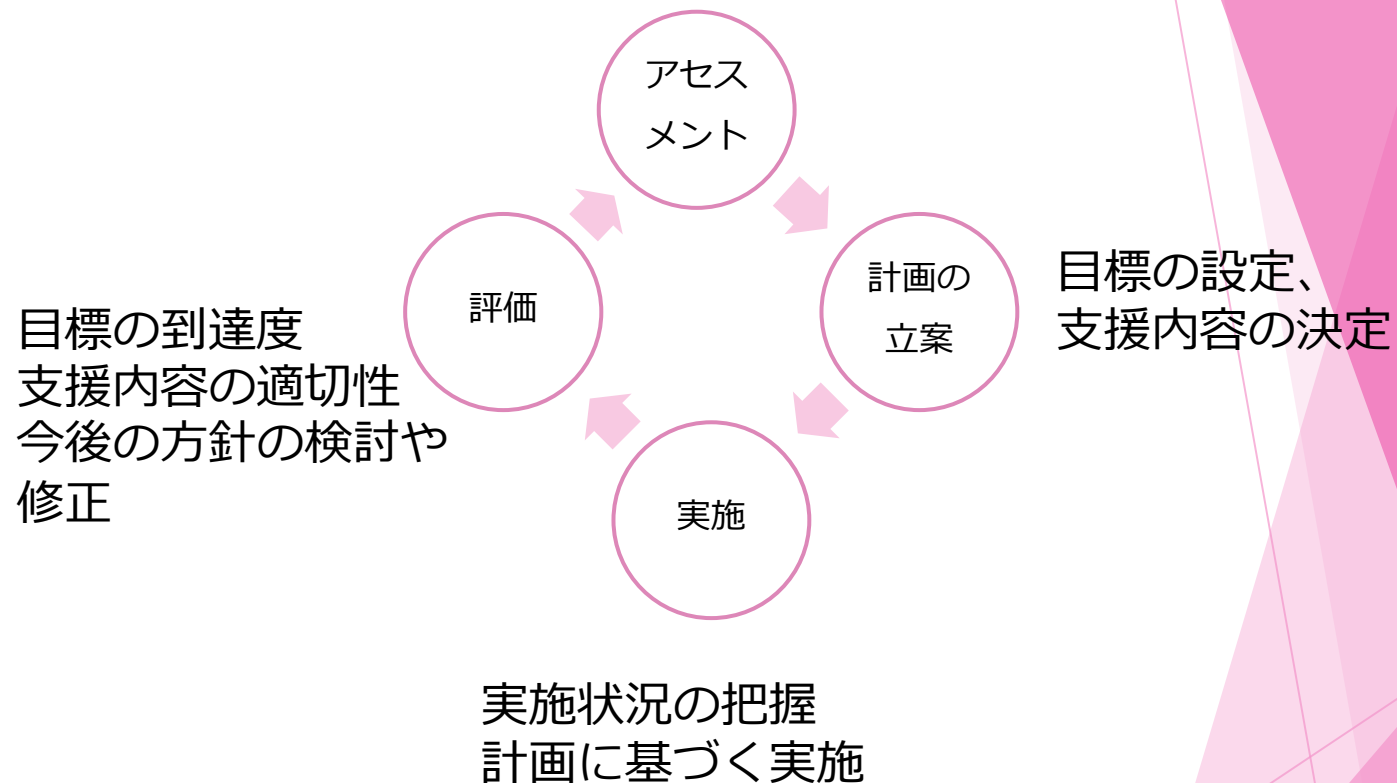 アセス
メント
計画の
立案
目標の設定、
支援内容の決定
評価
目標の到達度
支援内容の適切性
今後の方針の検討や
修正
実施
実施状況の把握
計画に基づく実施